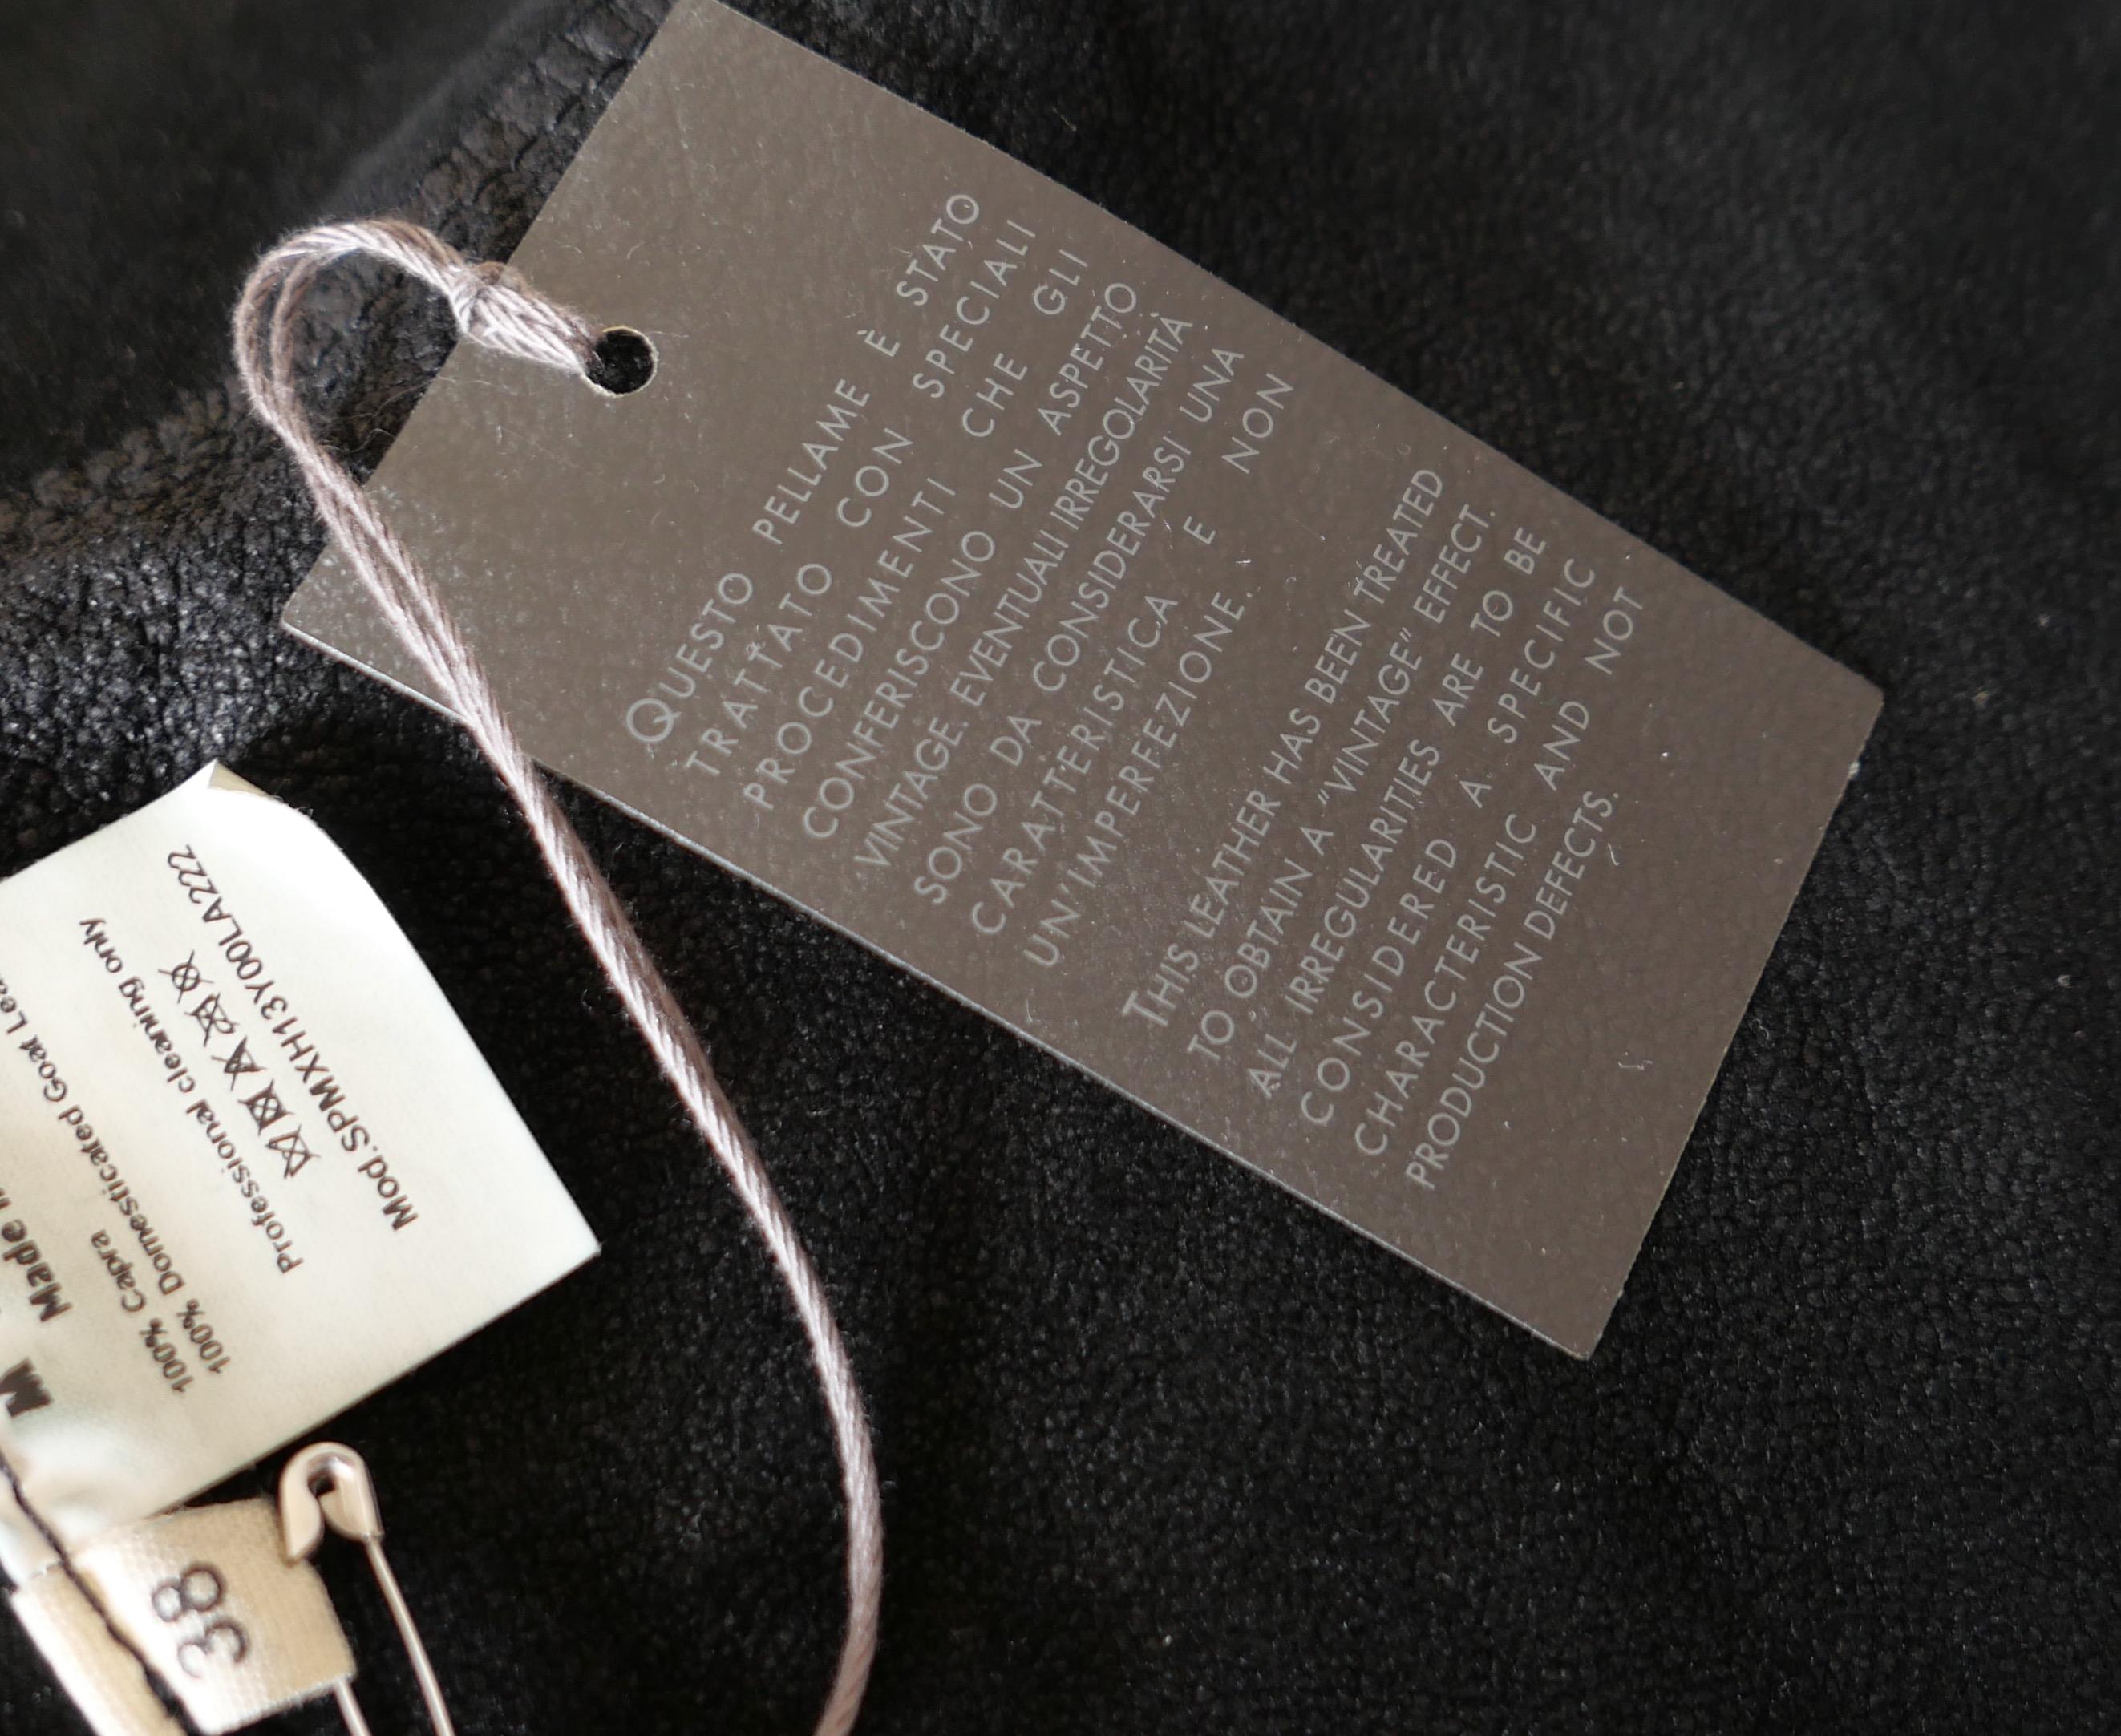 QUESTO PELLAME È STATO
TRATTATO CON SPECIALI
PROCEDIMENTI CHE GLI
CONFERISCONO UN ASPETTO
VINTAGE. EVENTUALI IRREGOLARITÀ
SONO DA CONSIDERARSI UNA
CARATTERISTICA E NON
UN'IMPERFEZIONE.
THIS LEATHER HAS BEEN TREATED
TO OBTAIN A "VINTAGE" EFFECT.
ALL IRREGULARITIES ARE TO BE
CONSIDERED A SPECIFIC
CHARACTERISTIC AND NOT
PRODUCTION DEFECTS.
M
Made
100% Capra
100% Domesticated Goat
Professional cleaning only
Mod.SPMXH13Y00LA222
38